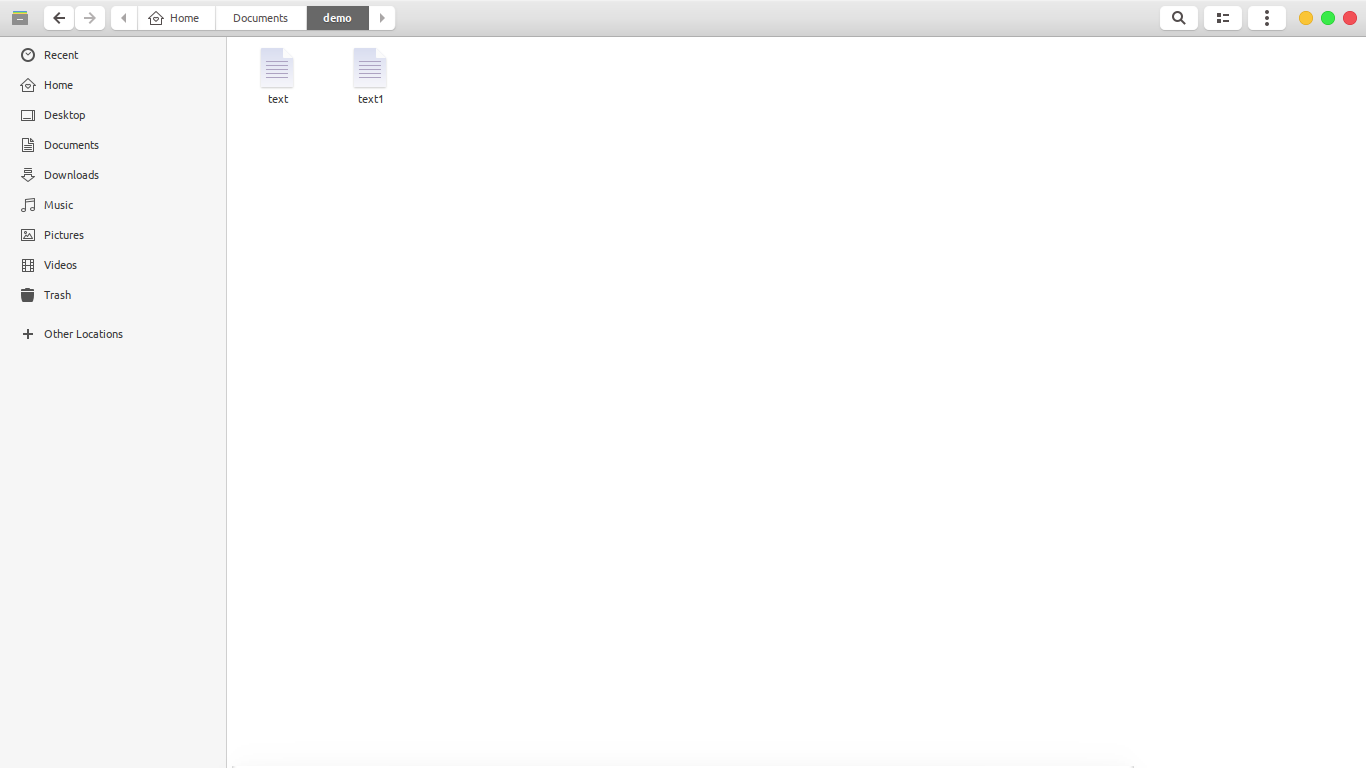 Home Documents demo
Recent
Home
Desktop
Documents
Downloads
Music
Pictures
Videos
Trash
Other Locations
text text1